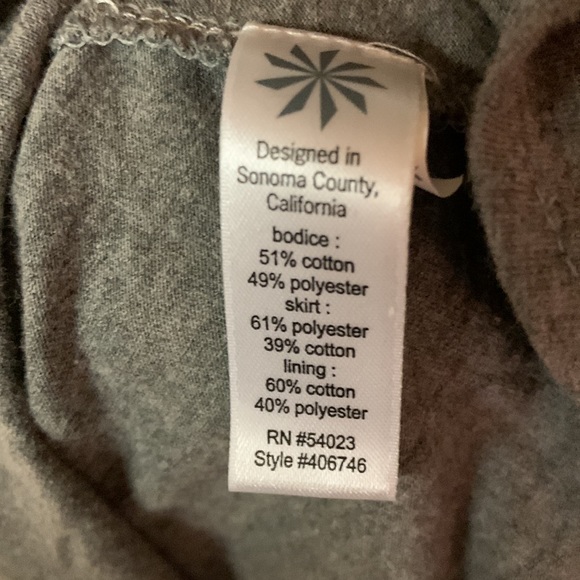 Designed in
Sonoma County,
California
bodice :
51% cotton
49% polyester
skirt :
61% polyester
39% cotton
lining :
60% cotton
40% polyester
RN #54023
Style #406746